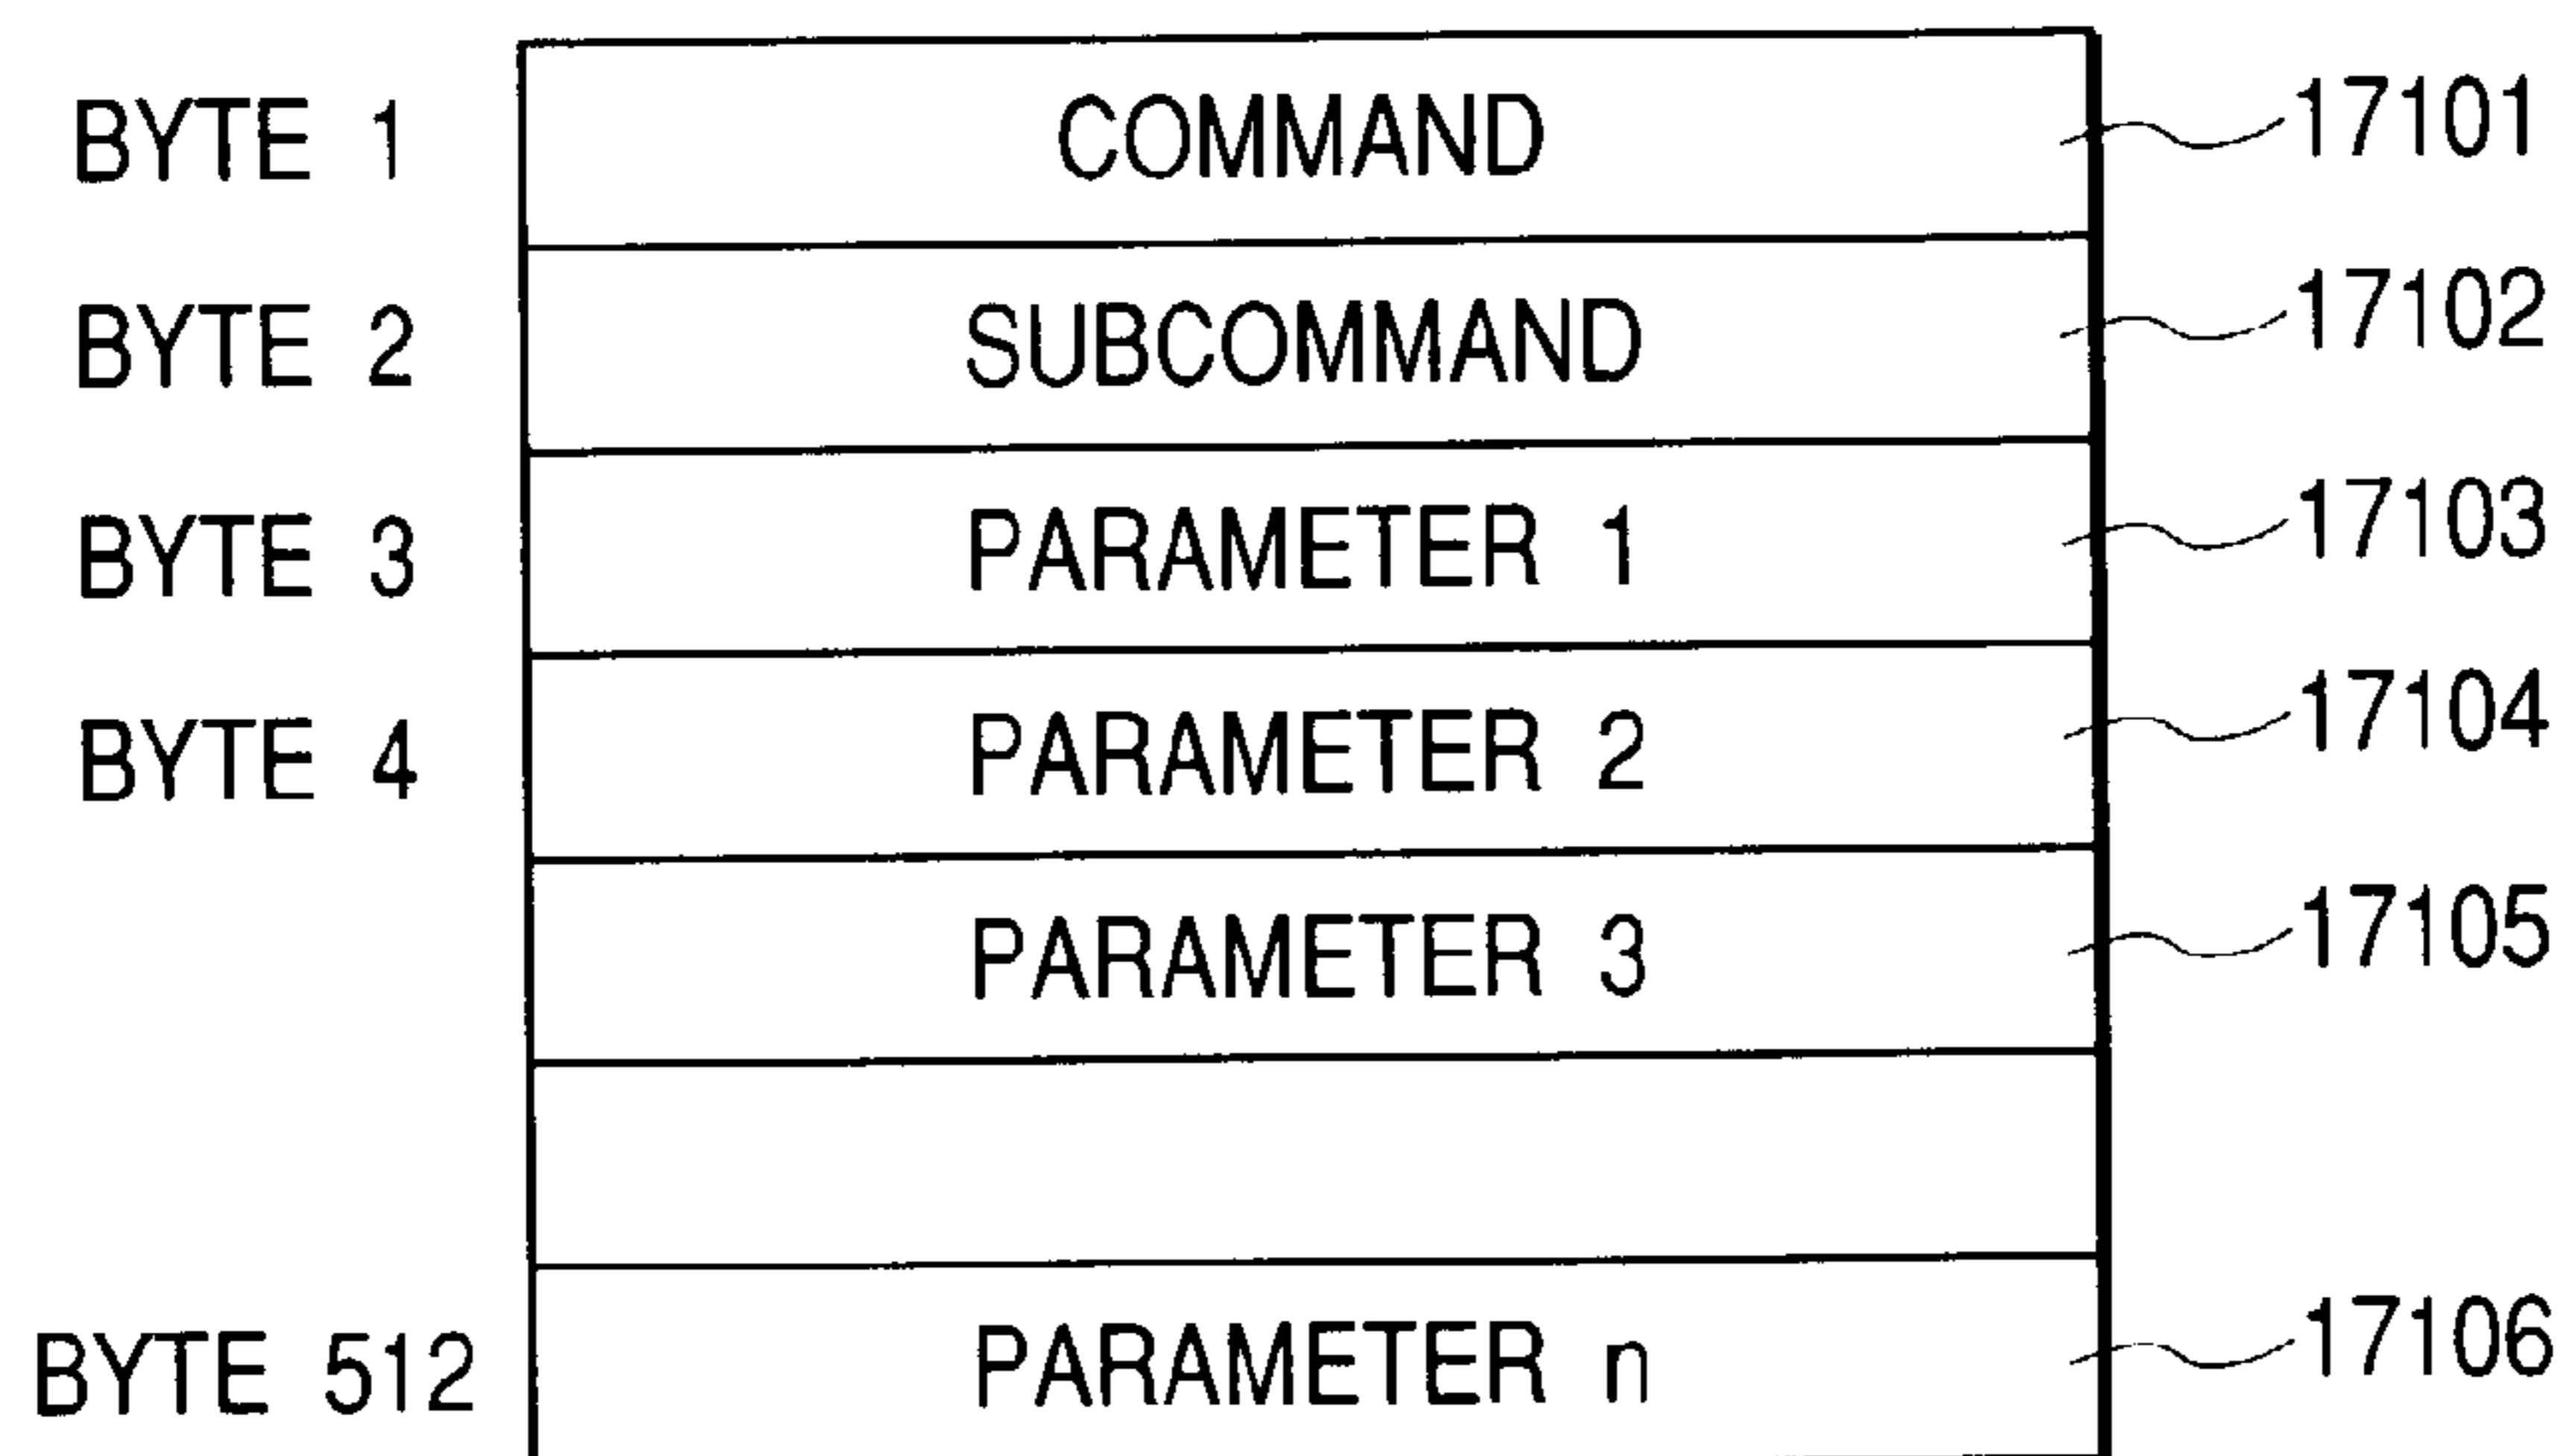 BYTE 1 COMMAND 17101
BYTE 2 SUBCOMMAND 17102
BYTE 3 PARAMETER 1 17103
BYTE 4 PARAMETER 2 17104
PARAMETER 3 17105
BYTE 512 PARAMETER n 17106